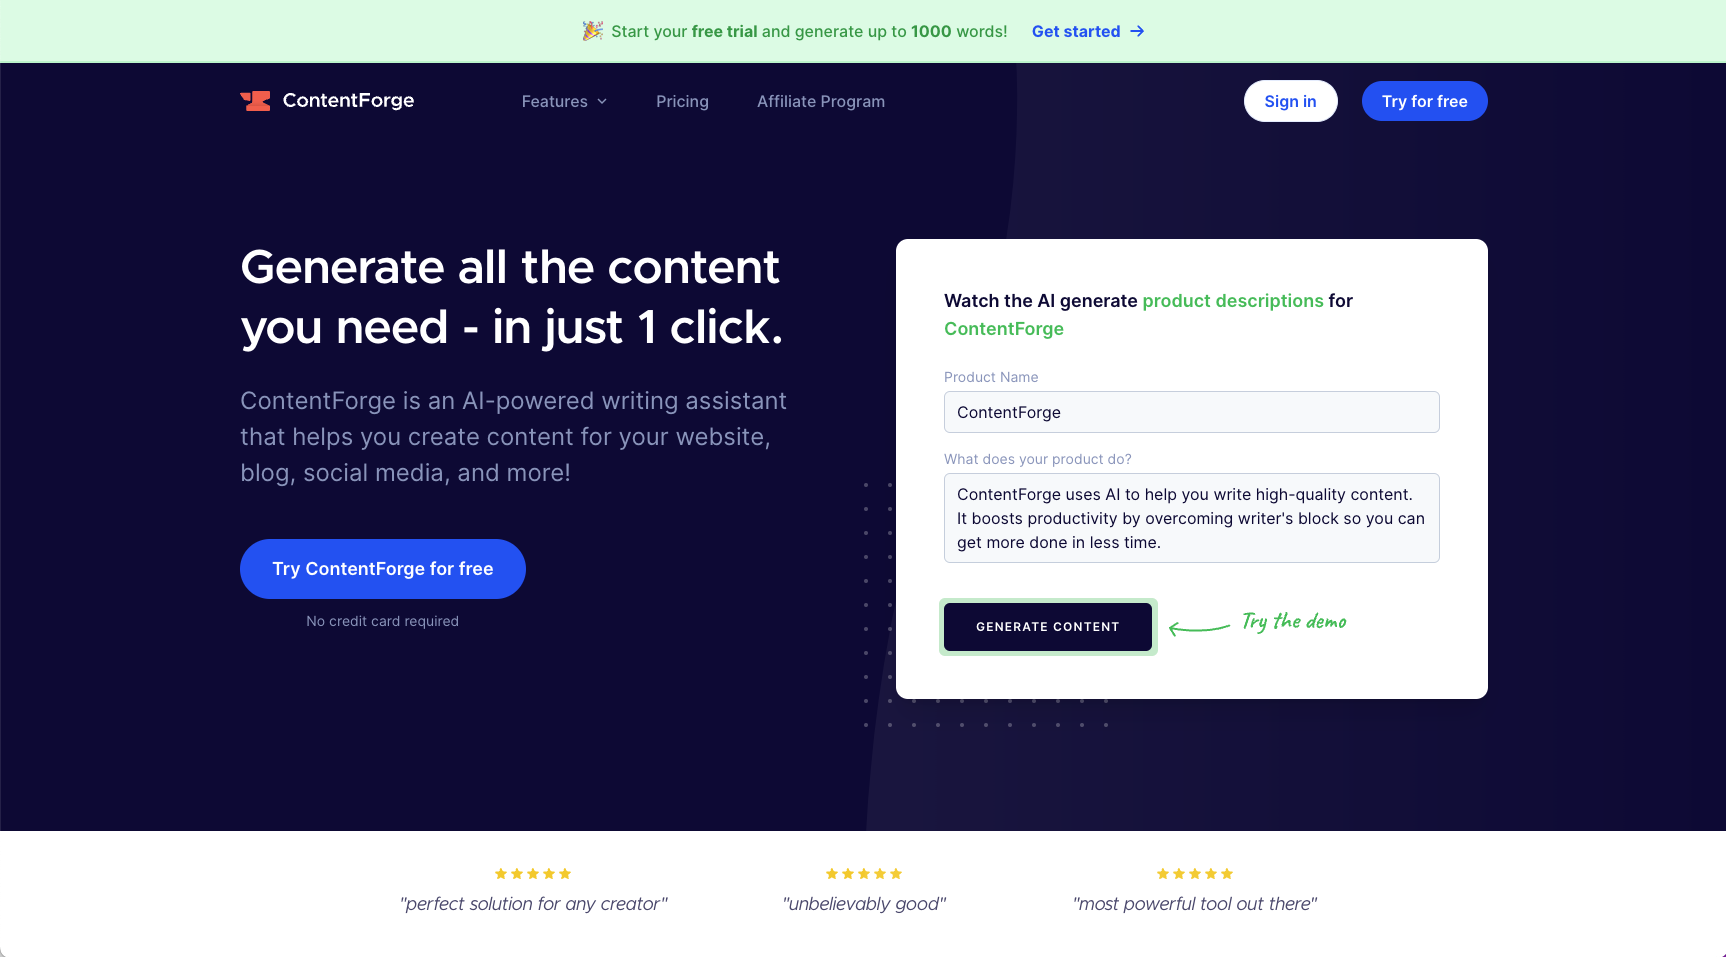 🎉 Start your free trial and generate up to 1000 words! Get started →
ContentForge
Features
Pricing
Affiliate Program
Sign in
Try for free
Generate all the content
you need - in just 1 click.
ContentForge is an AI-powered writing assistant
that helps you create content for your website,
blog, social media, and more!
Try ContentForge for free
No credit card required
Watch the AI generate product descriptions for
ContentForge
Product Name
ContentForge
What does your product do?
ContentForge uses AI to help you write high-quality content.
It boosts productivity by overcoming writer's block so you can
get more done in less time.
GENERATE CONTENT
Try the demo
"perfect solution for any creator"
"unbelievably good"
"most powerful tool out there"